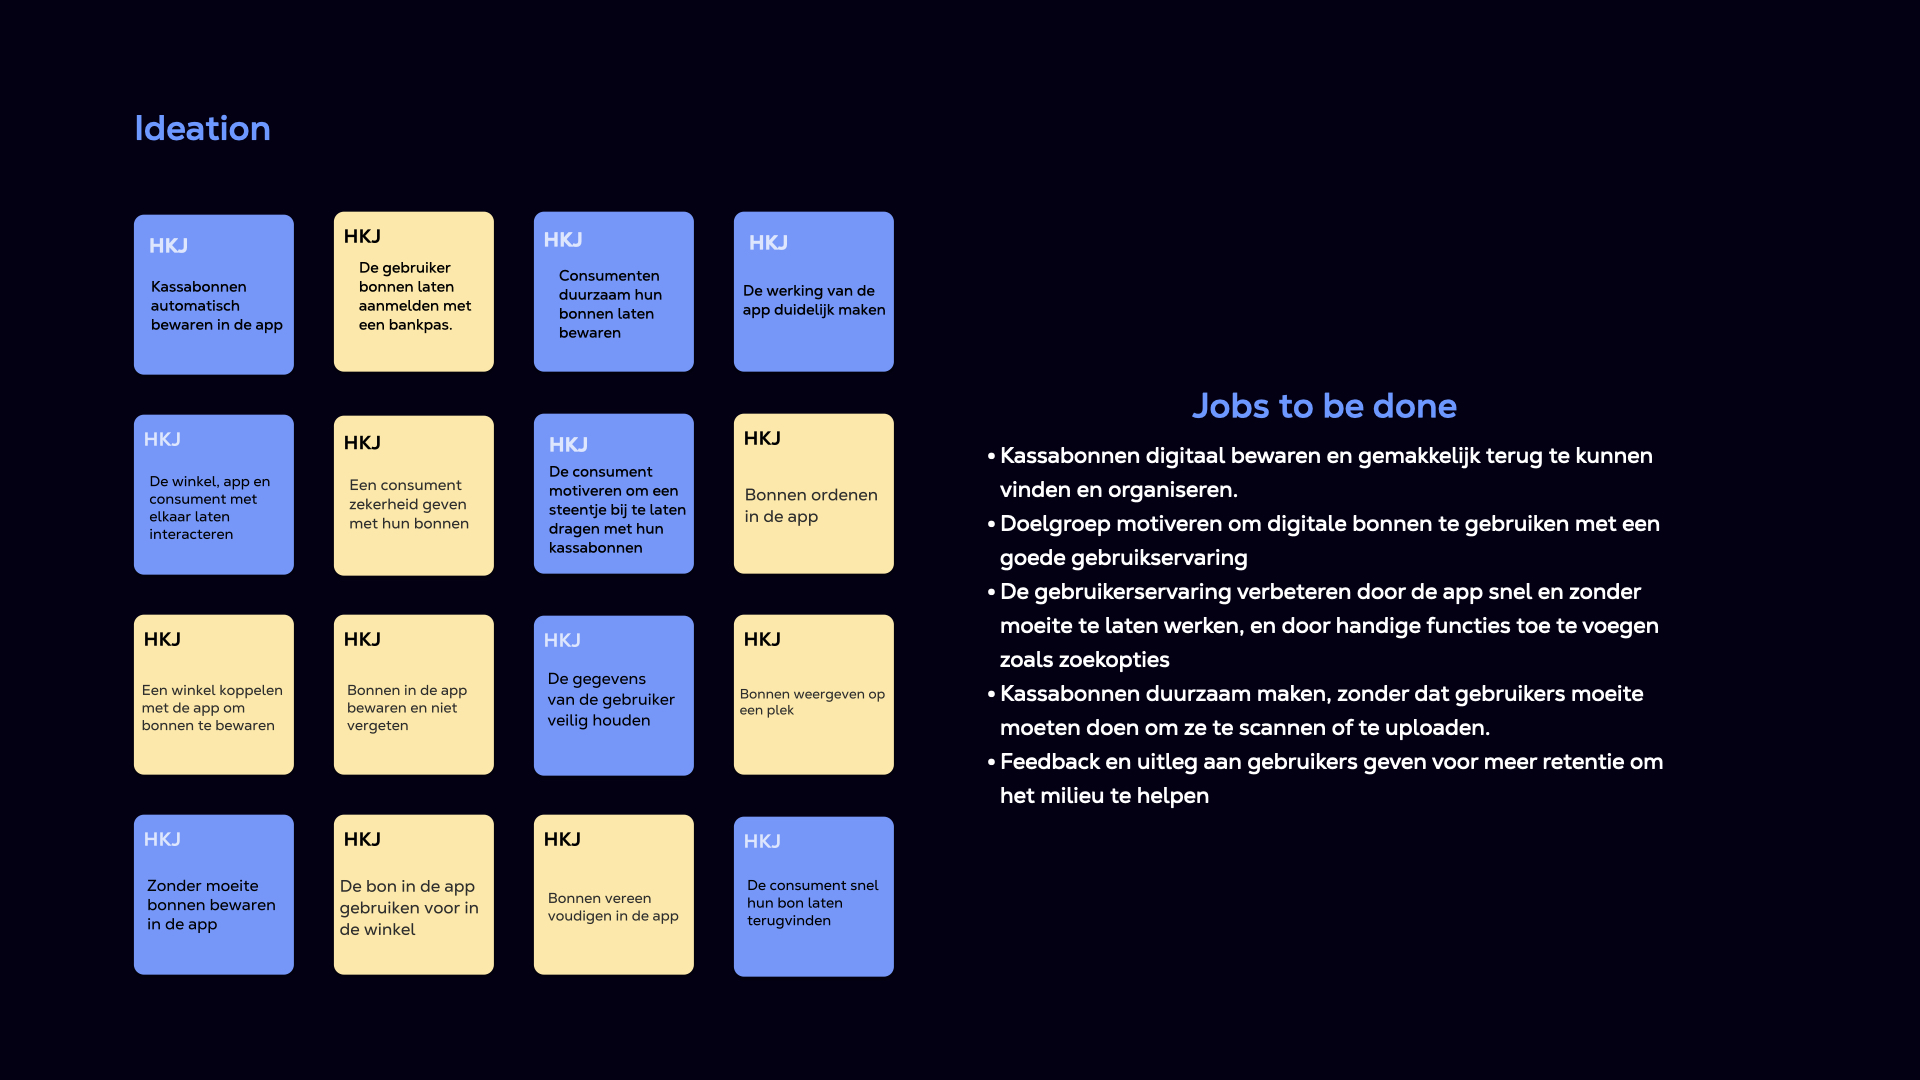 Ideation
HKJ
Kassabonnen
automatisch
bewaren in de app
HKJ
De gebruiker
bonnen laten
aanmelden met
een bankpas.
HKJ
Consumenten
duurzaam hun
bonnen laten
bewaren
HKJ
De werking van de
app duidelijk maken
HKJ
De winkel, app en
consument met
elkaar laten
interacteren
HKJ
Een consument
zekerheid geven
met hun bonnen
HKJ
De consument
motiveren om een
steentje bij te laten
dragen met hun
kassabonnen
HKJ
Bonnen ordenen
in de app
HKJ
Een winkel koppelen
met de app om
bonnen te bewaren
HKJ
Bonnen in de app
bewaren en niet
vergeten
HKJ
De gegevens
van de gebruiker
veilig houden
HKJ
Bonnen weergeven op
een plek
HKJ
Zonder moeite
bonnen bewaren
in de app
HKJ
De bon in de app
gebruiken voor in
de winkel
HKJ
Bonnen vereen
voudigen in de app
HKJ
De consument snel
hun bon laten
terugvinden
Jobs to be done
• Kassabonnen digitaal bewaren en gemakkelijk terug te kunnen
vinden en organiseren.
• Doelgroep motiveren om digitale bonnen te gebruiken met een
goede gebruikservaring
• De gebruikerservaring verbeteren door de app snel en zonder
moeite te laten werken, en door handige functies toe te voegen
zoals zoekopties
• Kassabonnen duurzaam maken, zonder dat gebruikers moeite
moeten doen om ze te scannen of te uploaden.
• Feedback en uitleg aan gebruikers geven voor meer retentie om
het milieu te helpen